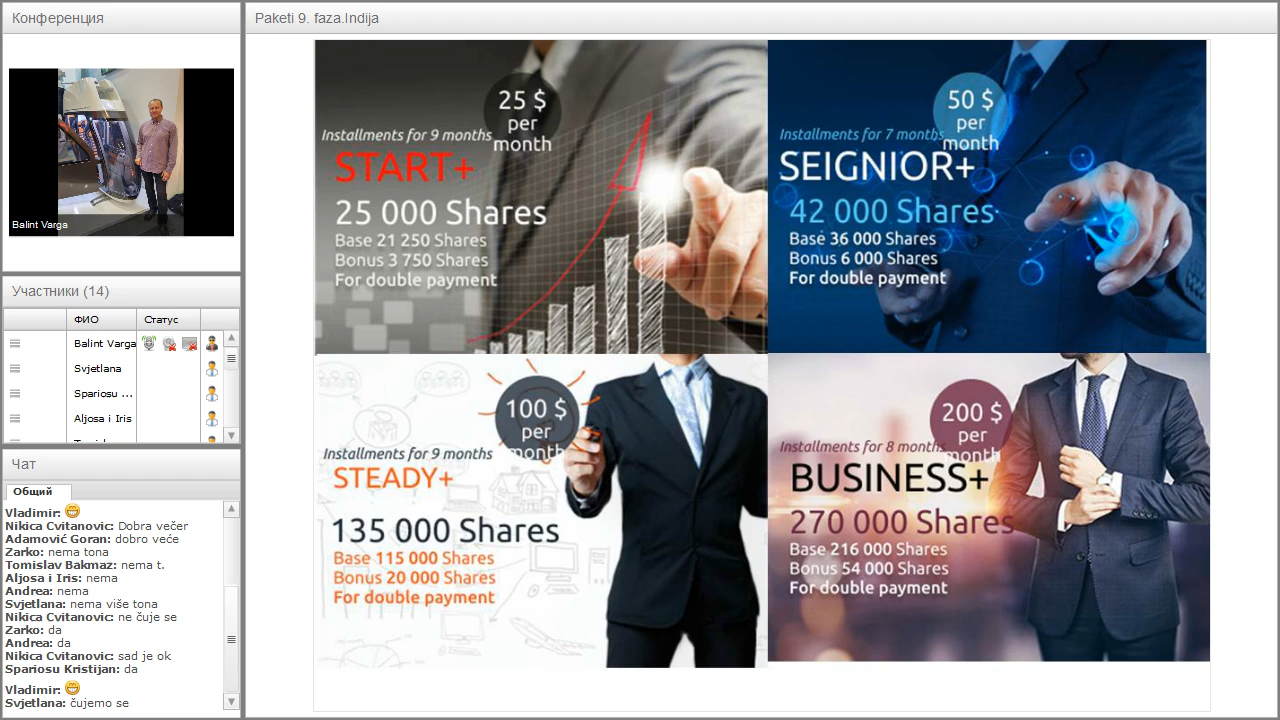 Конференция
Balint Varga
Участники (14)
ФИО
Статус
Balint Varga
Svjetlana
Spariosu ...
Aljosa i Iris
Чат
Общий
Vladimir:
Nikica Cvitanovic: Dobra večer
Adamović Goran: dobro veće
Zarko: nema tona
Tomislav Bakmaz: nema t.
Aljosa i Iris: nema
Andrea: nema
Svjetlana: nema više tona
Nikica Cvitanovic: ne čuje se
Zarko: da
Andrea: da
Nikica Cvitanovic: sad je ok
Spariosu Kristijan: da
Vladimir:
Svjetlana: čujemo se
Paketi 9. faza.Indija
25 $
per
month
Installments for 9 months
START+
25 000 Shares
Base 21 250 Shares
Bonus 3 750 Shares
For double payment
50 $
per
month
Installments for 7 months
SEIGNIOR+
42 000 Shares
Base 36 000 Shares
Bonus 6 000 Shares
For double payment
100 $
per
month
Installments for 9 months
STEADY+
135 000 Shares
Base 115 000 Shares
Bonus 20 000 Shares
For double payment
200 $
per
month
Installments for 8 months
BUSINESS+
270 000 Shares
Base 216 000 Shares
Bonus 54 000 Shares
For double payment